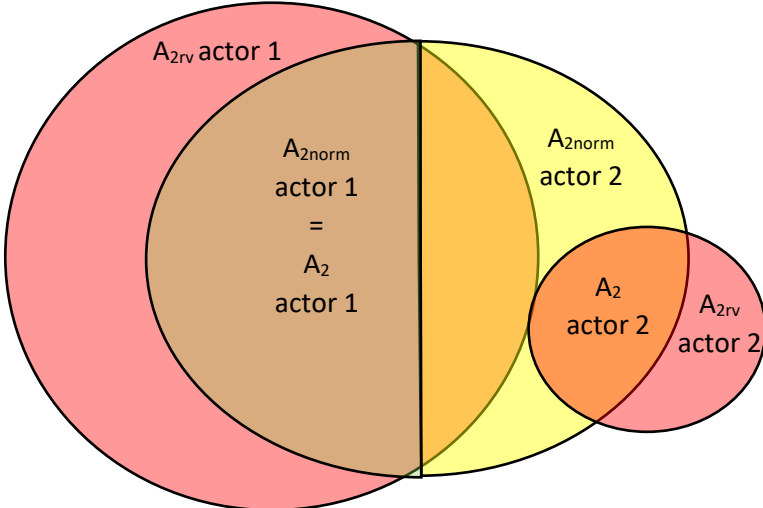 A2rv actor 1
A2norm
actor 1
=
A2
actor 1
A2norm
actor 2
A2
actor 2
A2rv
actor 2